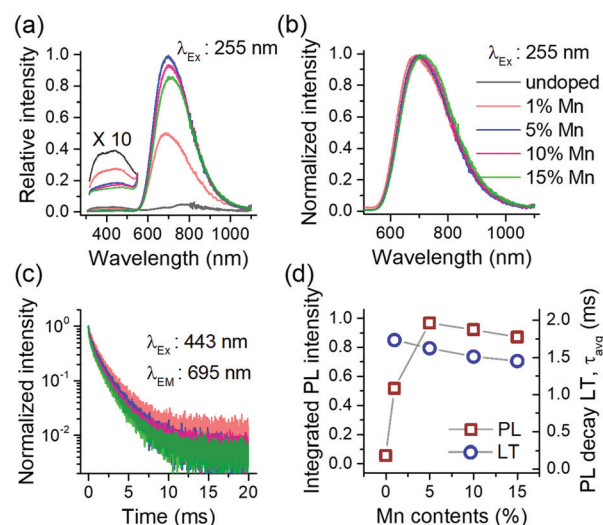 (a)
λEx : 255 nm
1.0
0.8
0.6
0.4
0.2
0.0
X 10
Relative intensity
400 600 800 1000
Wavelength (nm)
(b)
λEx : 255 nm
undoped
1% Mn
5% Mn
10% Mn
15% Mn
1.0
0.8
0.6
0.4
0.2
0.0
Normalized intensity
600 800 1000
Wavelength (nm)
(c)
λEx : 443 nm
λEM : 695 nm
10⁰
10⁻¹
10⁻²
Normalized intensity
0 5 10 15 20
Time (ms)
(d)
1.0
0.8
0.6
0.4
0.2
0.0
Integrated PL intensity
2.0
1.5
1.0
0.5
0.0
PL decay LT, τavg (ms)
PL
LT
0 5 10 15
Mn contents (%)